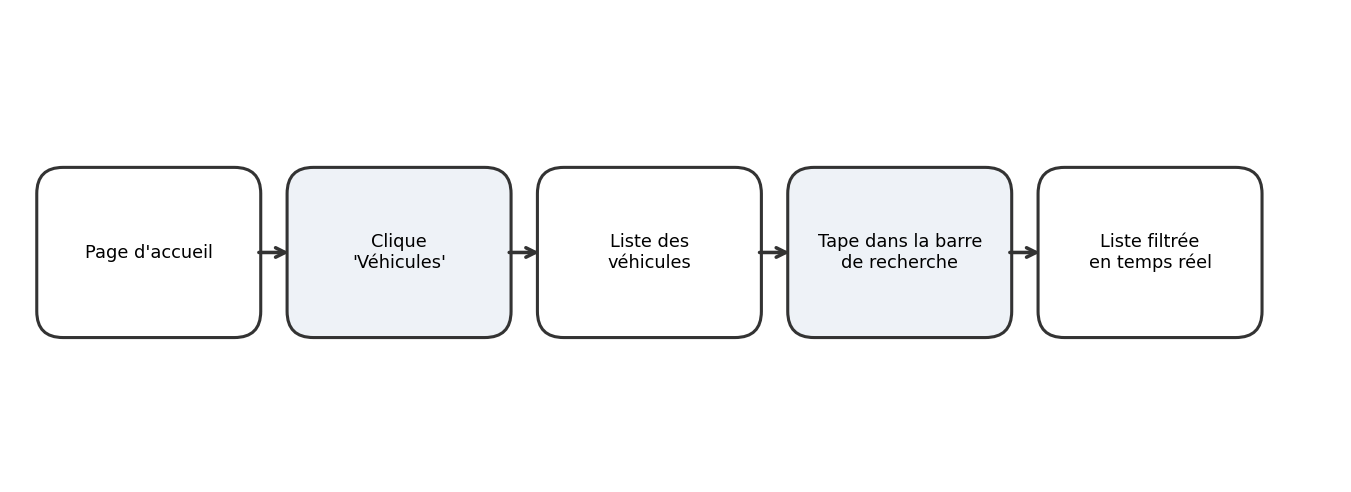 Page d'accueil
Clique
'Véhicules'
Liste des
véhicules
Tape dans la barre
de recherche
Liste filtrée
en temps réel